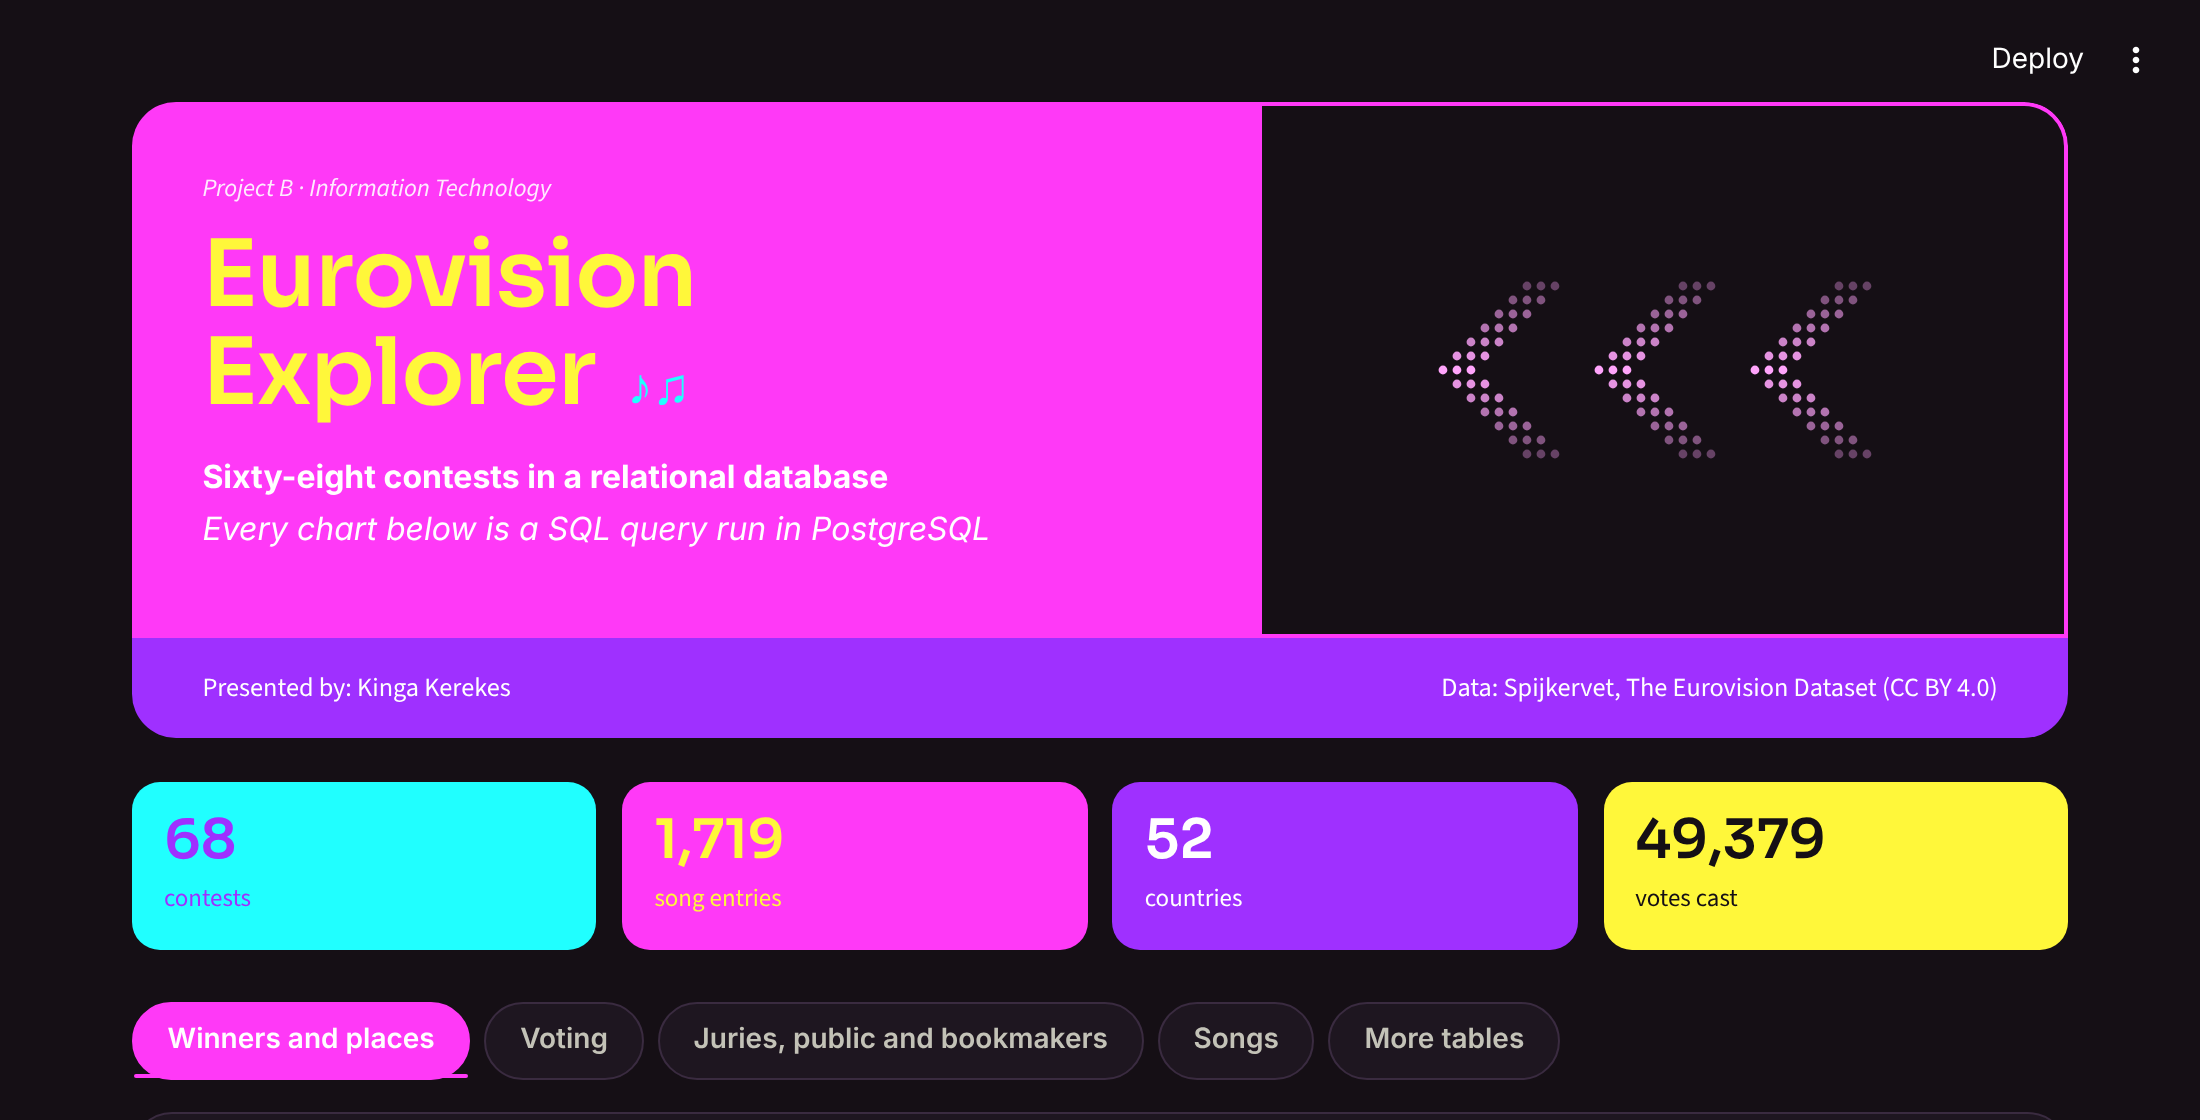 Deploy
Project B · Information Technology
Eurovision
Explorer ♪♫
Sixty-eight contests in a relational database
Every chart below is a SQL query run in PostgreSQL
Presented by: Kinga Kerekes
Data: Spijkervet, The Eurovision Dataset (CC BY 4.0)
68
contests
1,719
song entries
52
countries
49,379
votes cast
Winners and places
Voting
Juries, public and bookmakers
Songs
More tables